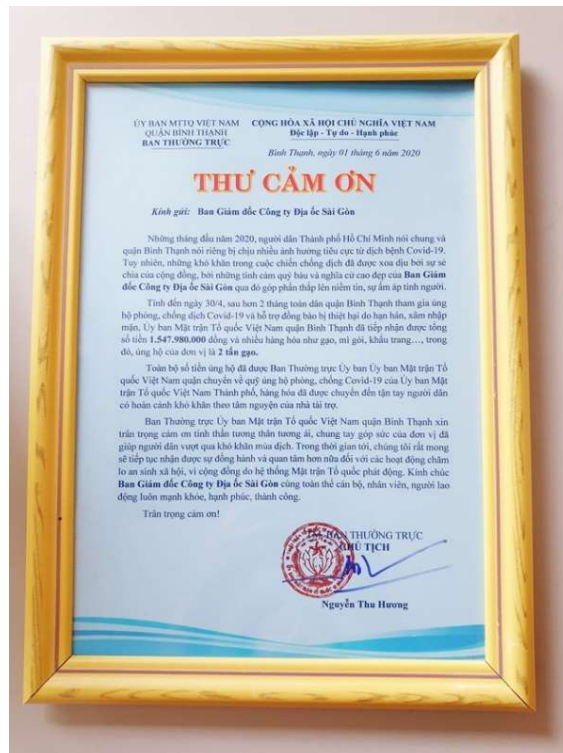 ỦY BAN MTTQ VIỆT NAM
QUẬN BÌNH THẠNH
BAN THƯỜNG TRỰC
CỘNG HÒA XÃ HỘI CHỦ NGHĨA VIỆT NAM
Độc lập - Tự do - Hạnh phúc
Bình Thạnh, ngày 01 tháng 6 năm 2020
THƯ CẢM ƠN
Kính gửi: Ban Giám đốc Công ty Địa ốc Sài Gòn
Những tháng đầu năm 2020, người dân Thành phố Hồ Chí Minh nói chung và
quận Bình Thạnh nói riêng bị chịu nhiều ảnh hưởng tiêu cực từ dịch bệnh Covid-19.
Tuy nhiên, những khó khăn trong cuộc chiến chống dịch đã được xoa dịu bởi sự sẻ
chia của cộng đồng, bởi những tình cảm quý báu và nghĩa cử cao đẹp của Ban Giám
đốc Công ty Địa ốc Sài Gòn qua đó góp phần thắp lên niềm tin, sự ấm áp tình người.
Tính đến ngày 30/4, sau hơn 2 tháng toàn dân quận Bình Thạnh tham gia ủng
hộ phòng, chống dịch Covid-19 và hỗ trợ đồng bào bị thiệt hại do hạn hán, xâm nhập
mặn, Ủy ban Mặt trận Tổ quốc Việt Nam quận Bình Thạnh đã tiếp nhận được tổng
số tiền 1.547.980.000 đồng và nhiều hàng hóa như gạo, mì gói, khẩu trang…, trong
đó, ủng hộ của đơn vị là 2 tấn gạo.
Toàn bộ số tiền ủng hộ đã được Ban Thường trực Ủy ban Ủy ban Mặt trận Tổ
quốc Việt Nam quận chuyển về quỹ ủng hộ phòng, chống Covid-19 của Ủy ban Mặt
trận Tổ quốc Việt Nam Thành phố, hàng hóa đã được chuyển đến tận tay người dân
có hoàn cảnh khó khăn theo tâm nguyện của nhà tài trợ.
Ban Thường trực Ủy ban Mặt trận Tổ quốc Việt Nam quận Bình Thạnh xin
trân trọng cảm ơn tinh thần tương thân tương ái, chung tay góp sức của đơn vị đã
giúp người dân vượt qua khó khăn mùa dịch. Trong thời gian tới, chúng tôi rất mong
sẽ tiếp tục nhận được sự đồng hành và quan tâm hơn nữa đối với các hoạt động chăm
lo an sinh xã hội, vì cộng đồng do hệ thống Mặt trận Tổ quốc phát động. Kính chúc
Ban Giám đốc Công ty Địa ốc Sài Gòn cùng toàn thể cán bộ, nhân viên, người lao
động luôn mạnh khỏe, hạnh phúc, thành công.
Trân trọng cảm ơn!
BAN THƯỜNG TRỰC
CHỦ TỊCH
Nguyễn Thu Hương